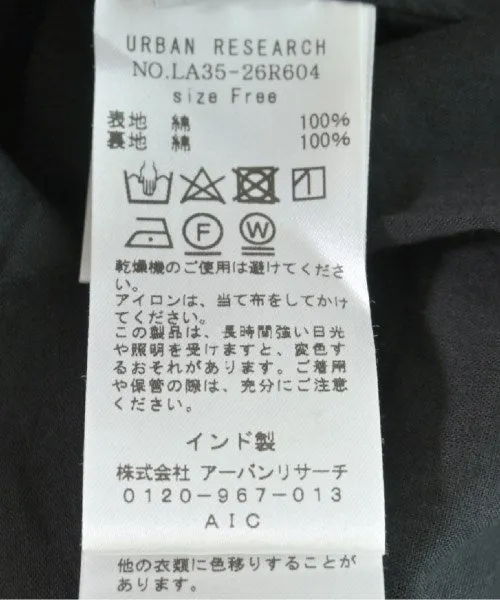 URBAN RESEARCH
NO.LA35-26R604
size Free
表地 綿 100%
裏地 綿 100%
F W
乾燥機のご使用は避けてくださ
い。
アイロンは、当て布をしてかけ
てください。
この製品は、長時間強い日光
や照明を受けますと、変色す
るおそれがあります。ご着用
や保管の際は、充分にご注意
ください。
インド製
株式会社 アーバンリサーチ
0120-967-013
AIC
他の衣類に色移りすることが
あります。